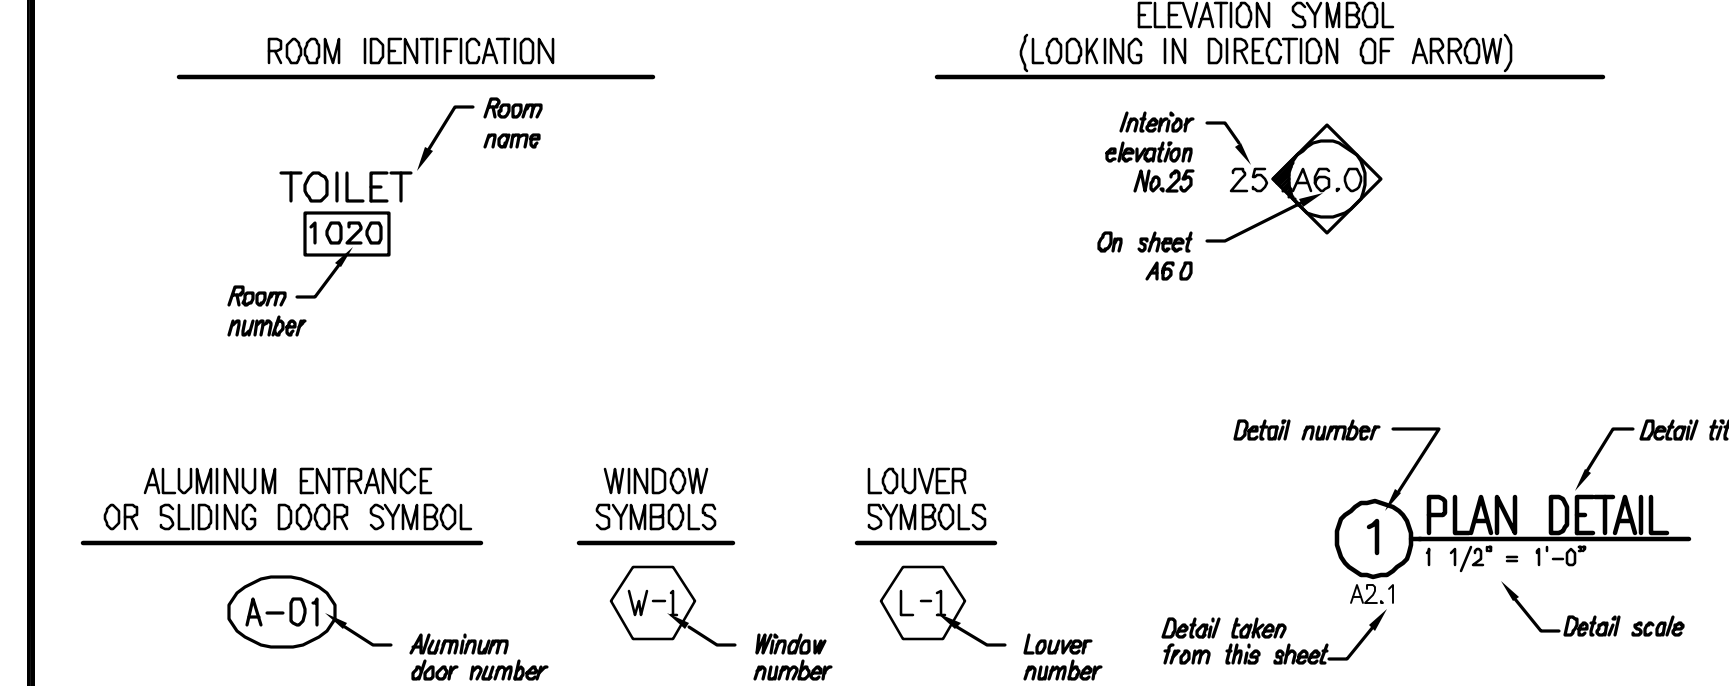 ROOM IDENTIFICATION
Room
name
TOILET
1020
Room
number
ELEVATION SYMBOL
(LOOKING IN DIRECTION OF ARROW)
Interior
elevation
No.25
25 A6.0
On sheet
A6 0
ALUMINUM ENTRANCE
OR SLIDING DOOR SYMBOL
A-01
Aluminum
door number
WINDOW
SYMBOLS
W-1
Window
number
LOUVER
SYMBOLS
L-1
Louver
number
Detail number
Detail
1 PLAN DETAIL
1 1/2" = 1'-0"
A2.1
Detail taken
from this sheet
Detail scale